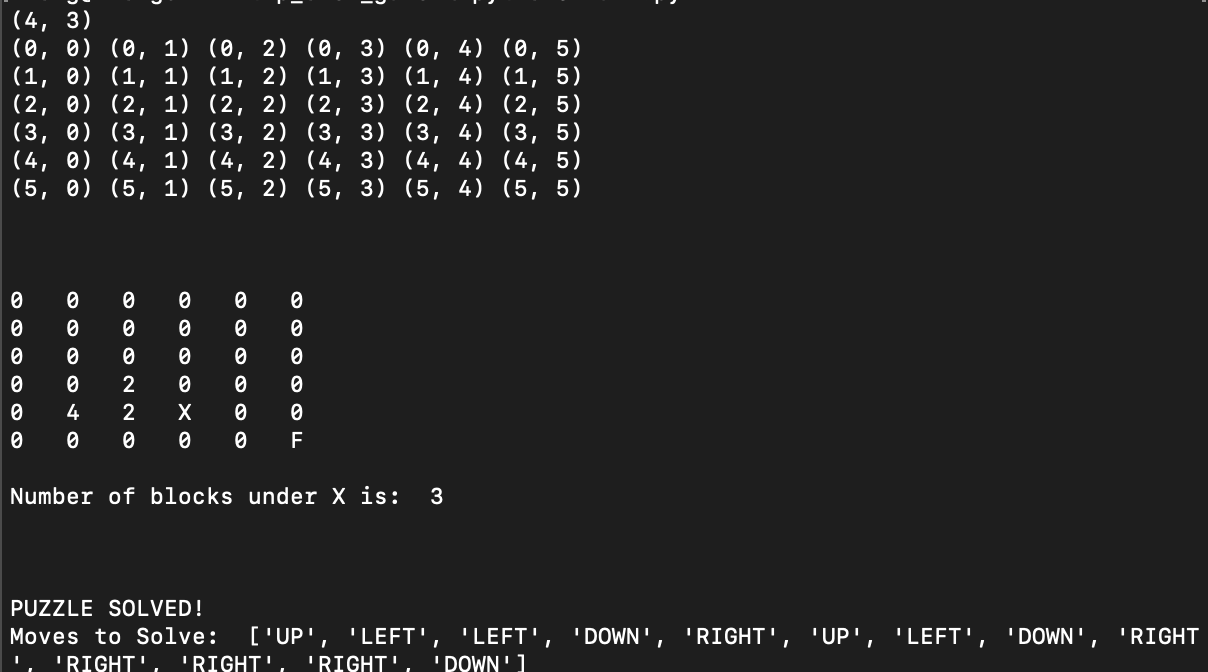 (4, 3)
(0, 0) (0, 1) (0, 2) (0, 3) (0, 4) (0, 5)
(1, 0) (1, 1) (1, 2) (1, 3) (1, 4) (1, 5)
(2, 0) (2, 1) (2, 2) (2, 3) (2, 4) (2, 5)
(3, 0) (3, 1) (3, 2) (3, 3) (3, 4) (3, 5)
(4, 0) (4, 1) (4, 2) (4, 3) (4, 4) (4, 5)
(5, 0) (5, 1) (5, 2) (5, 3) (5, 4) (5, 5)
0 0 0 0 0 0
0 0 0 0 0 0
0 0 0 0 0 0
0 0 2 0 0 0
0 4 2 X 0 0
0 0 0 0 0 F
Number of blocks under X is: 3
PUZZLE SOLVED!
Moves to Solve: ['UP', 'LEFT', 'LEFT', 'DOWN', 'RIGHT', 'UP', 'LEFT', 'DOWN', 'RIGHT
', 'RIGHT', 'RIGHT', 'RIGHT', 'DOWN']